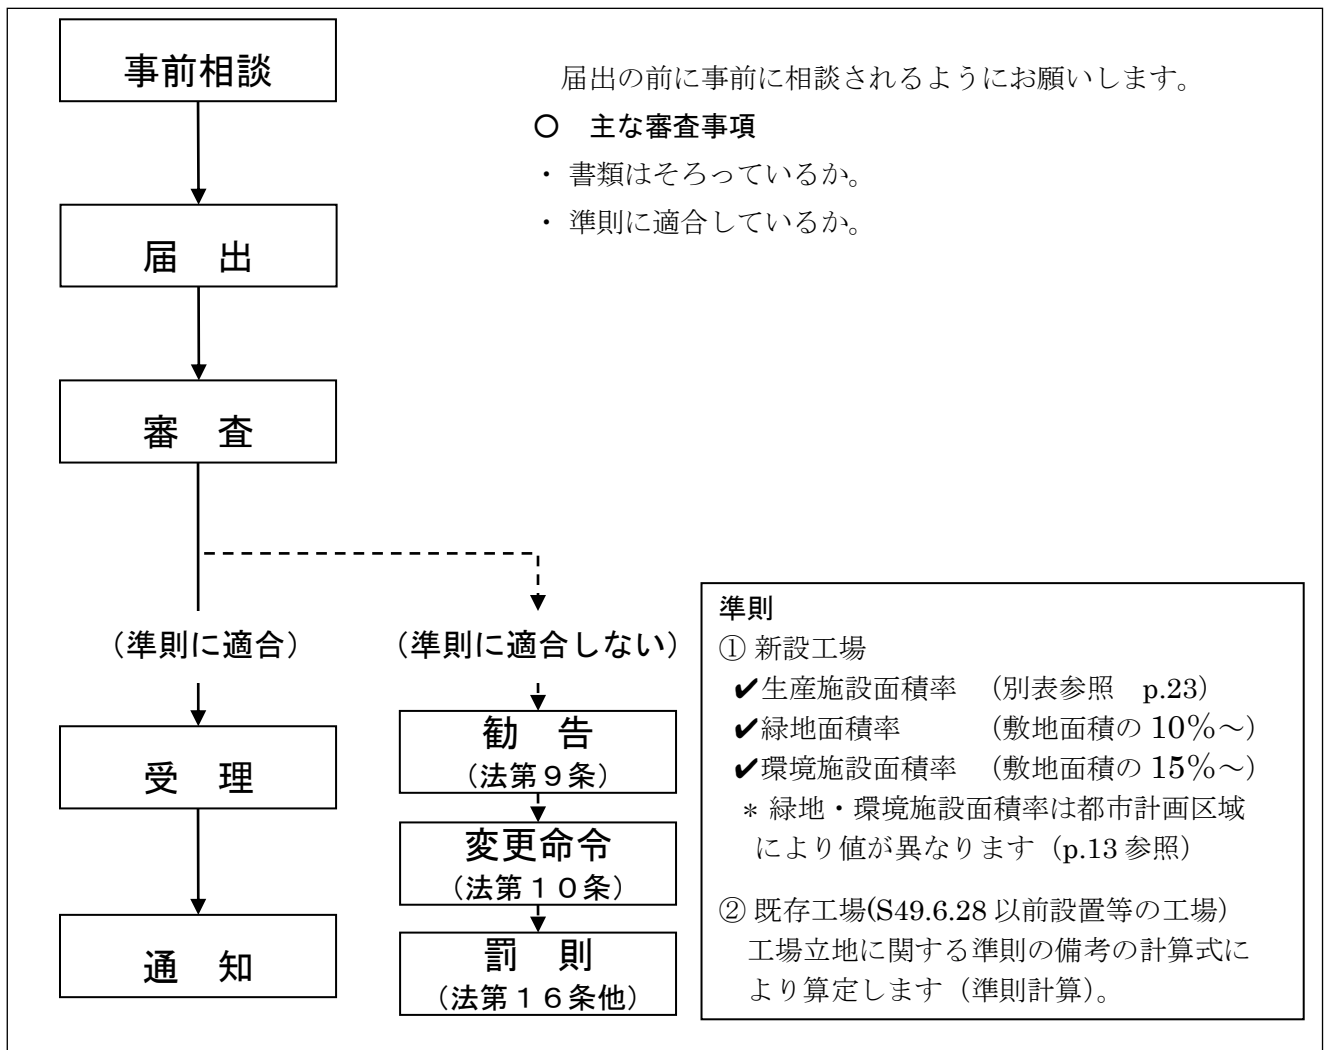 事前相談
届出の前に事前に相談されるようにお願いします。
○　主な審査事項
・ 書類はそろっているか。
・ 準則に適合しているか。
届　出
審　査
（準則に適合）
（準則に適合しない）
受　理
通　知
勧　告
（法第９条）
変更命令
（法第１０条）
罰　則
（法第１６条他）
準則
① 新設工場
✔生産施設面積率　（別表参照　p.23）
✔緑地面積率　　　（敷地面積の 10％～）
✔環境施設面積率　（敷地面積の 15％～）
＊ 緑地・環境施設面積率は都市計画区域
により値が異なります（p.13 参照）
② 既存工場(S49.6.28 以前設置等の工場）
工場立地に関する準則の備考の計算式に
より算定します（準則計算）。